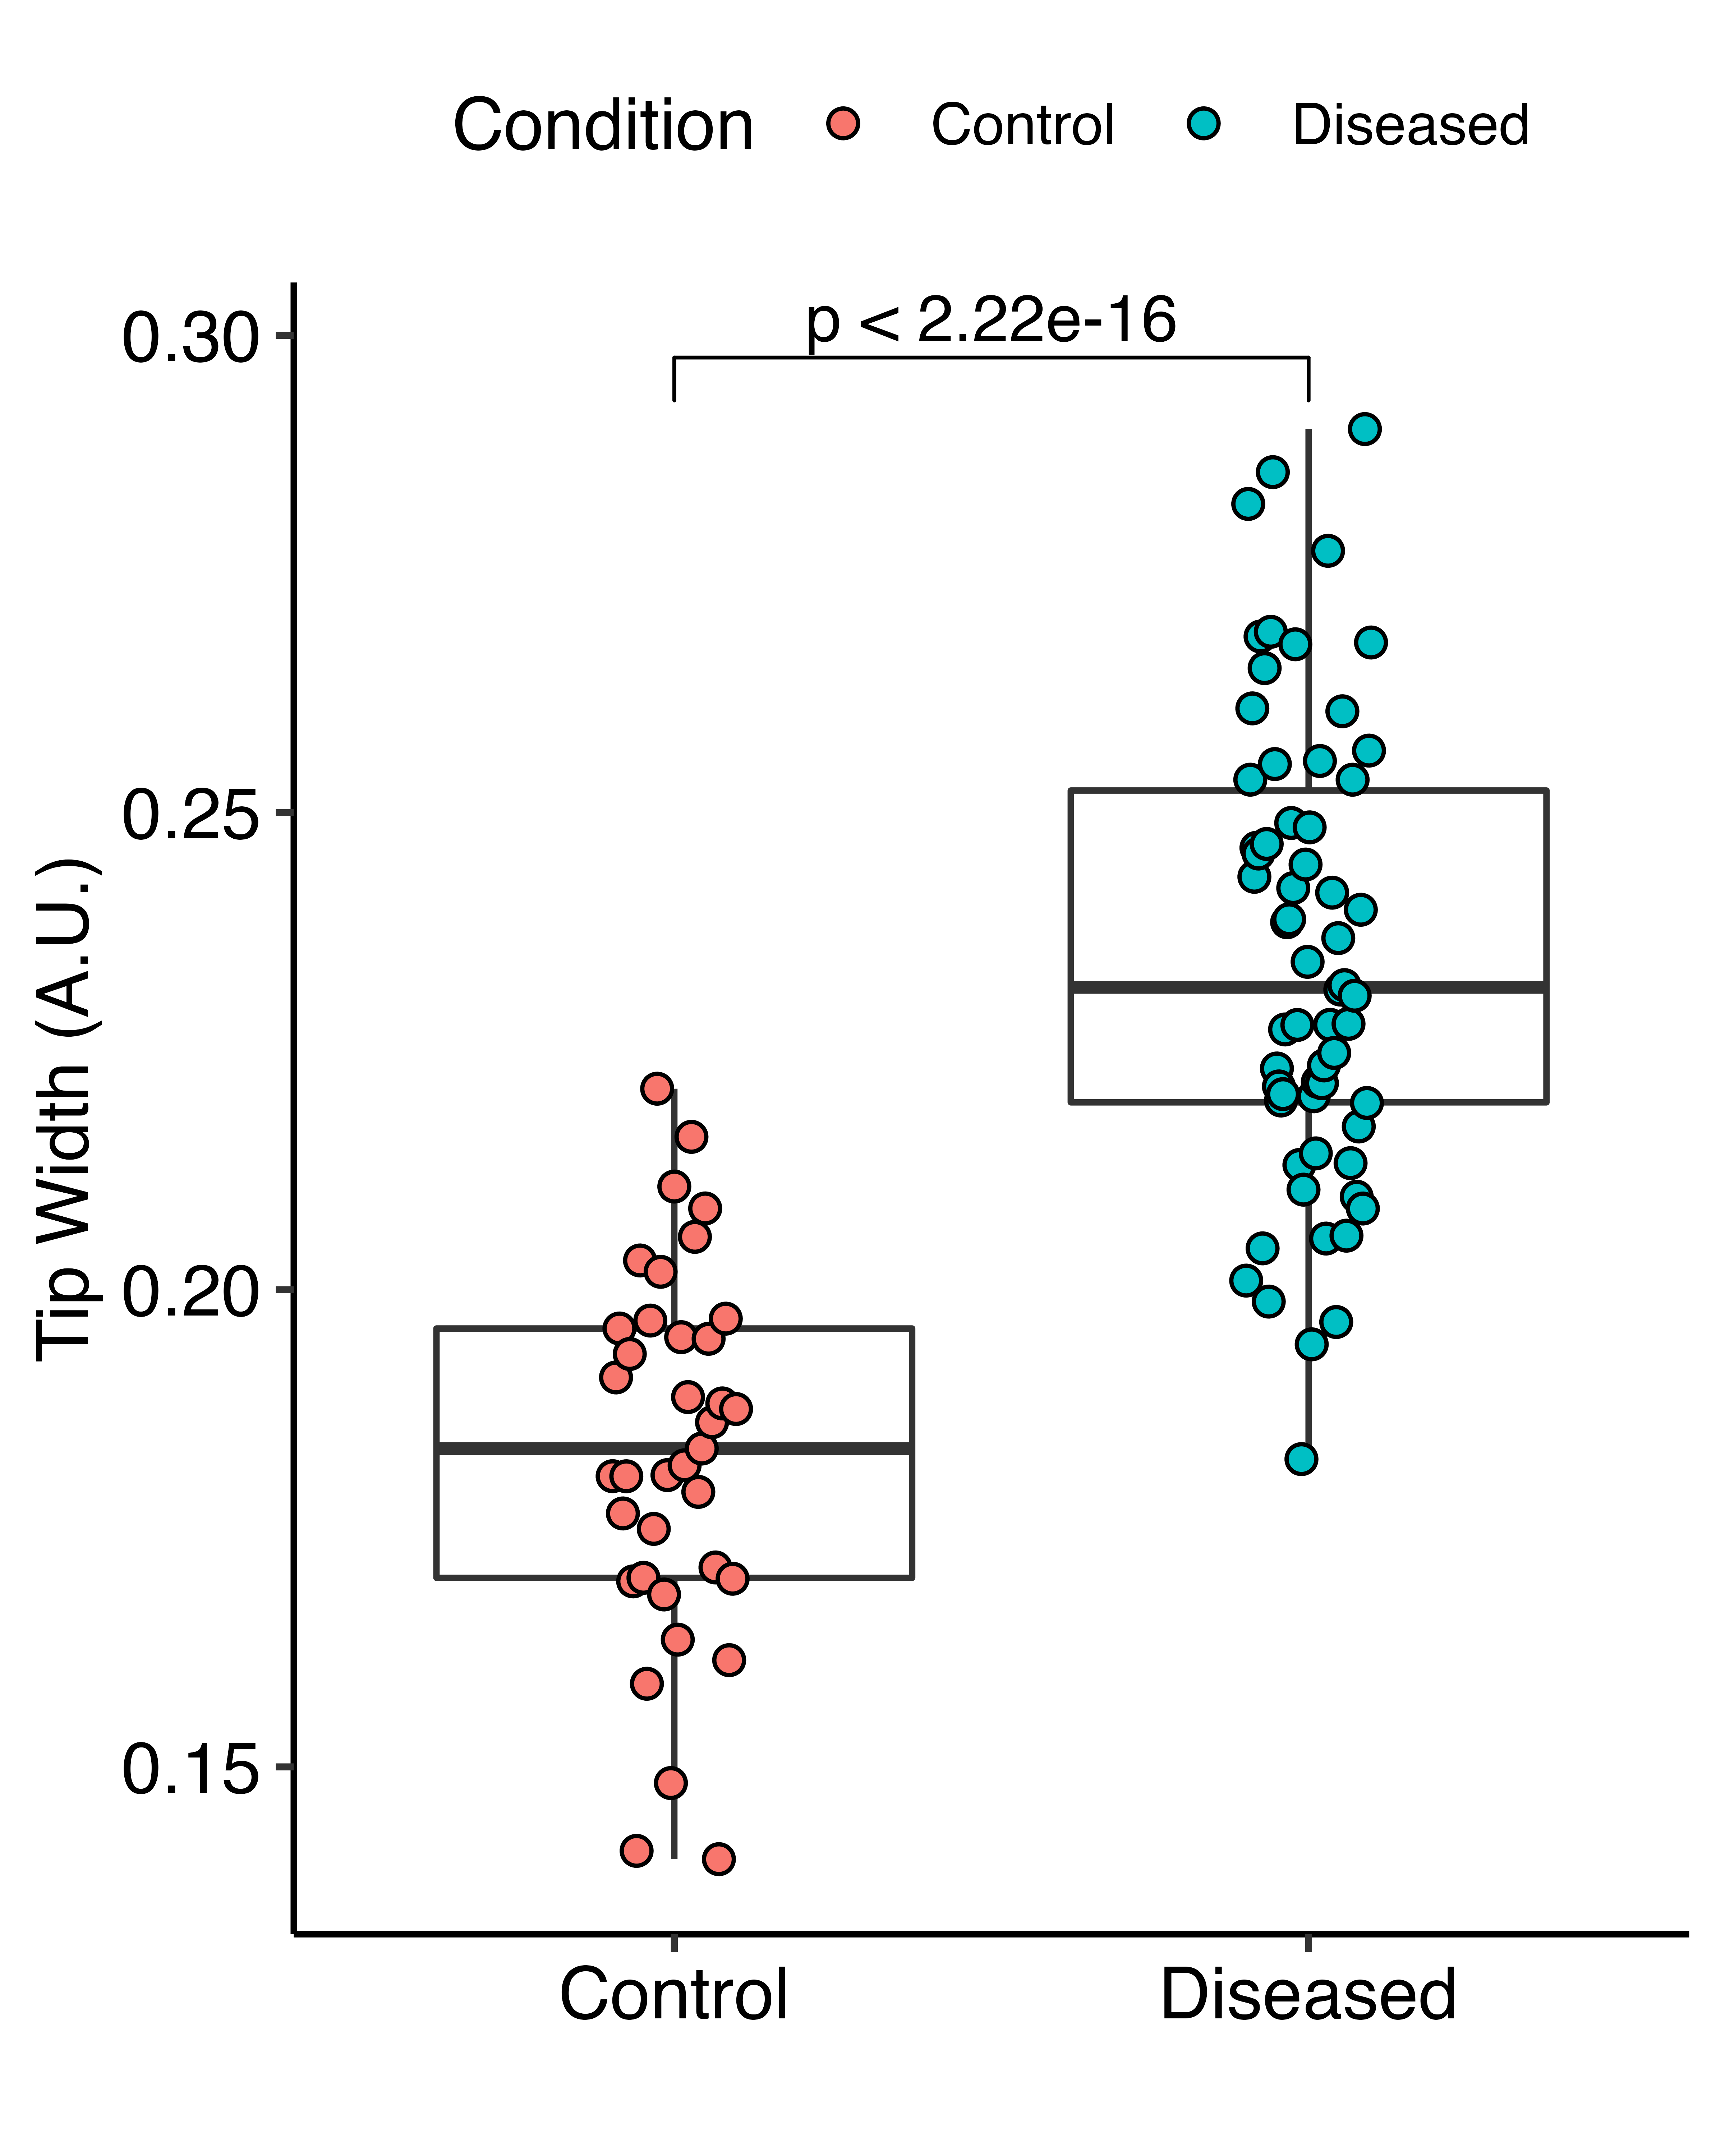 Condition Control Diseased
p < 2.22e-16
0.30
0.25
0.20
0.15
Tip Width (A.U.)
Control Diseased